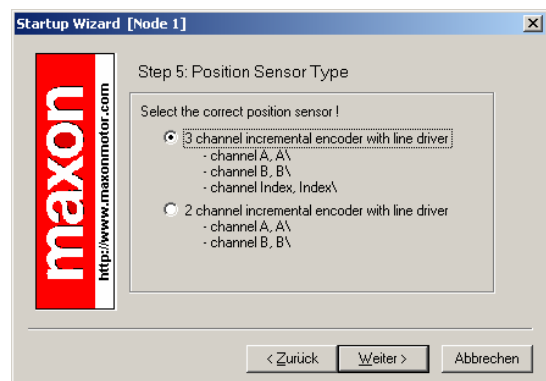 Startup Wizard [Node 1]
maxon
http://www.maxonmotor.com
Step 5: Position Sensor Type
Select the correct position sensor !
3 channel incremental encoder with line driver
- channel A, A\
- channel B, B\
- channel Index, Index\
2 channel incremental encoder with line driver
- channel A, A\
- channel B, B\
< Zurück
Weiter >
Abbrechen